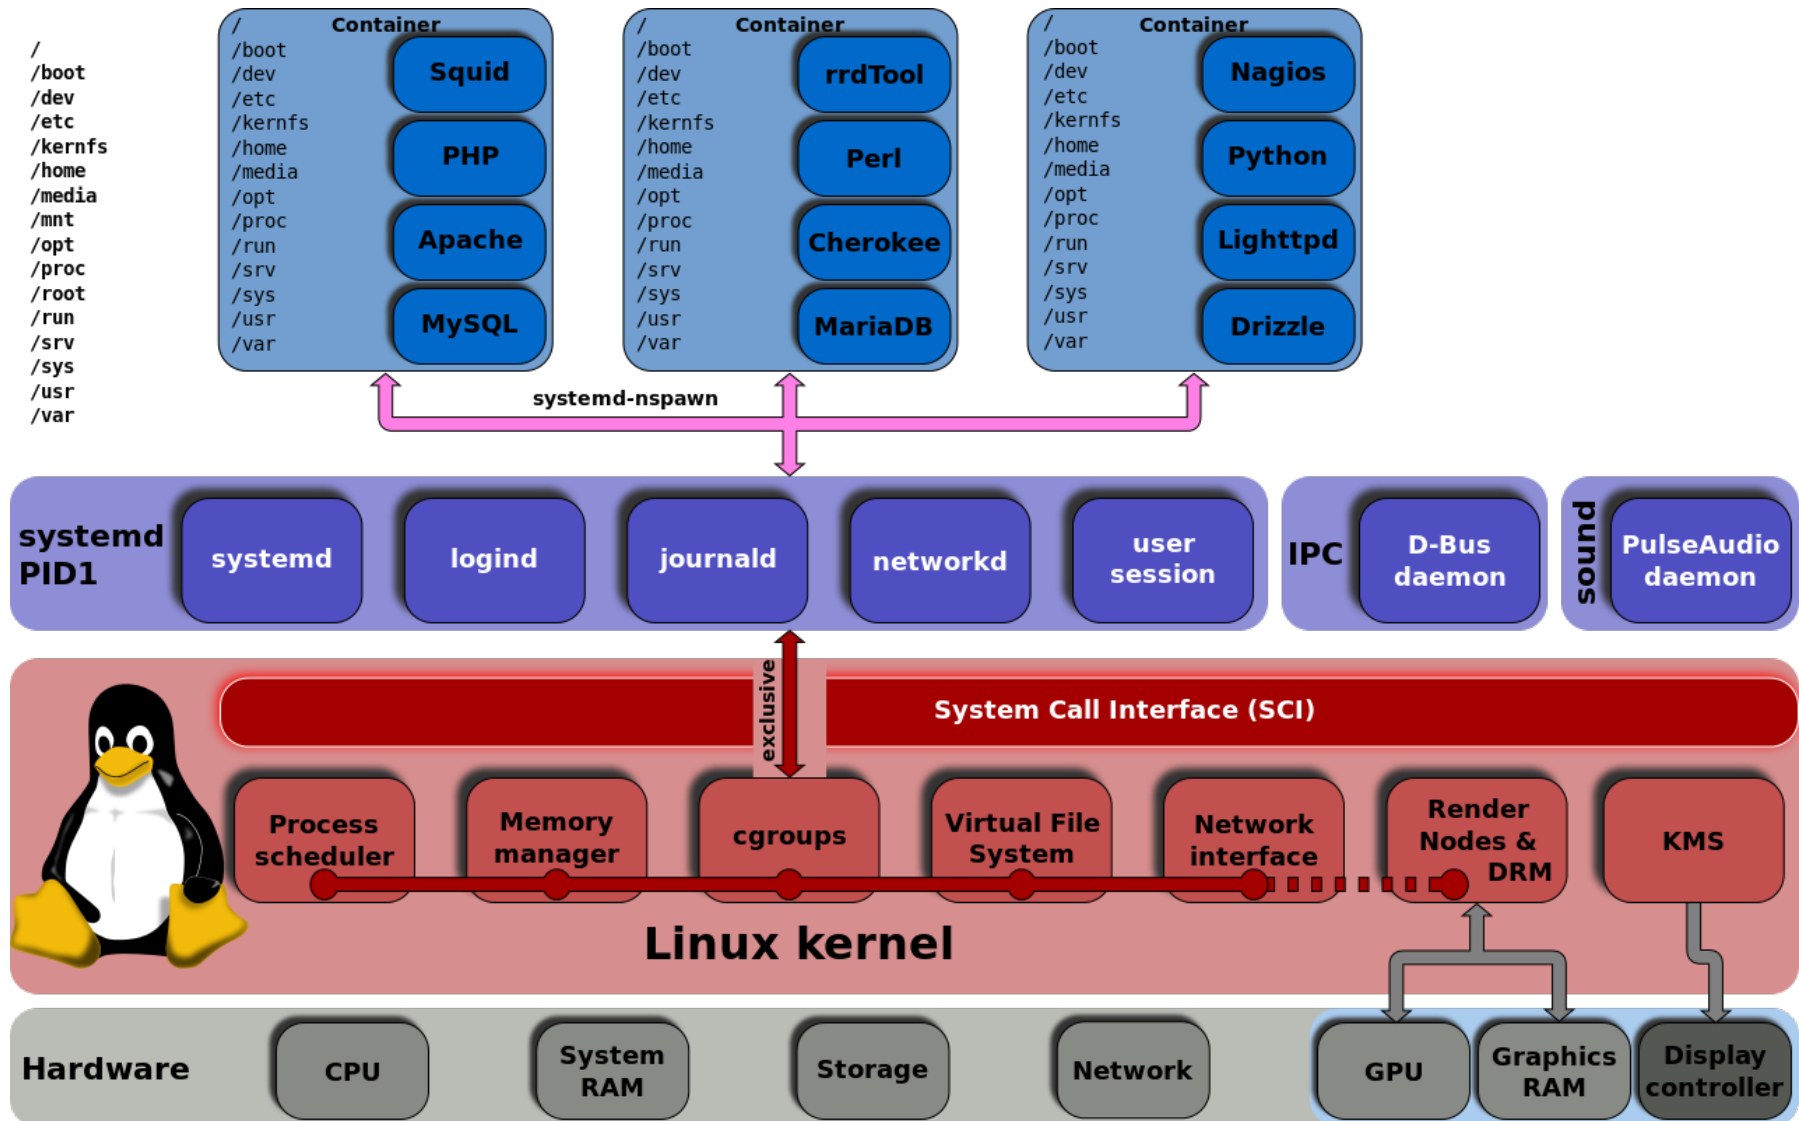 /
/boot
/dev
/etc
/kernfs
/home
/media
/mnt
/opt
/proc
/root
/run
/srv
/sys
/usr
/var
Container
/
/boot
/dev
/etc
/kernfs
/home
/media
/opt
/proc
/run
/srv
/sys
/usr
/var
Squid
PHP
Apache
MySQL
Container
/
/boot
/dev
/etc
/kernfs
/home
/media
/opt
/proc
/run
/srv
/sys
/usr
/var
rrdTool
Perl
Cherokee
MariaDB
Container
/
/boot
/dev
/etc
/kernfs
/home
/media
/opt
/proc
/run
/srv
/sys
/usr
/var
Nagios
Python
Lighttpd
Drizzle
systemd-nspawn
systemd
PID1
systemd
logind
journald
networkd
user
session
IPC
D-Bus
daemon
sound
PulseAudio
daemon
exclusive
System Call Interface (SCI)
Process
scheduler
Memory
manager
cgroups
Virtual File
System
Network
interface
Render
Nodes &
DRM
KMS
Linux kernel
Hardware
CPU
System
RAM
Storage
Network
GPU
Graphics
RAM
Display
controller